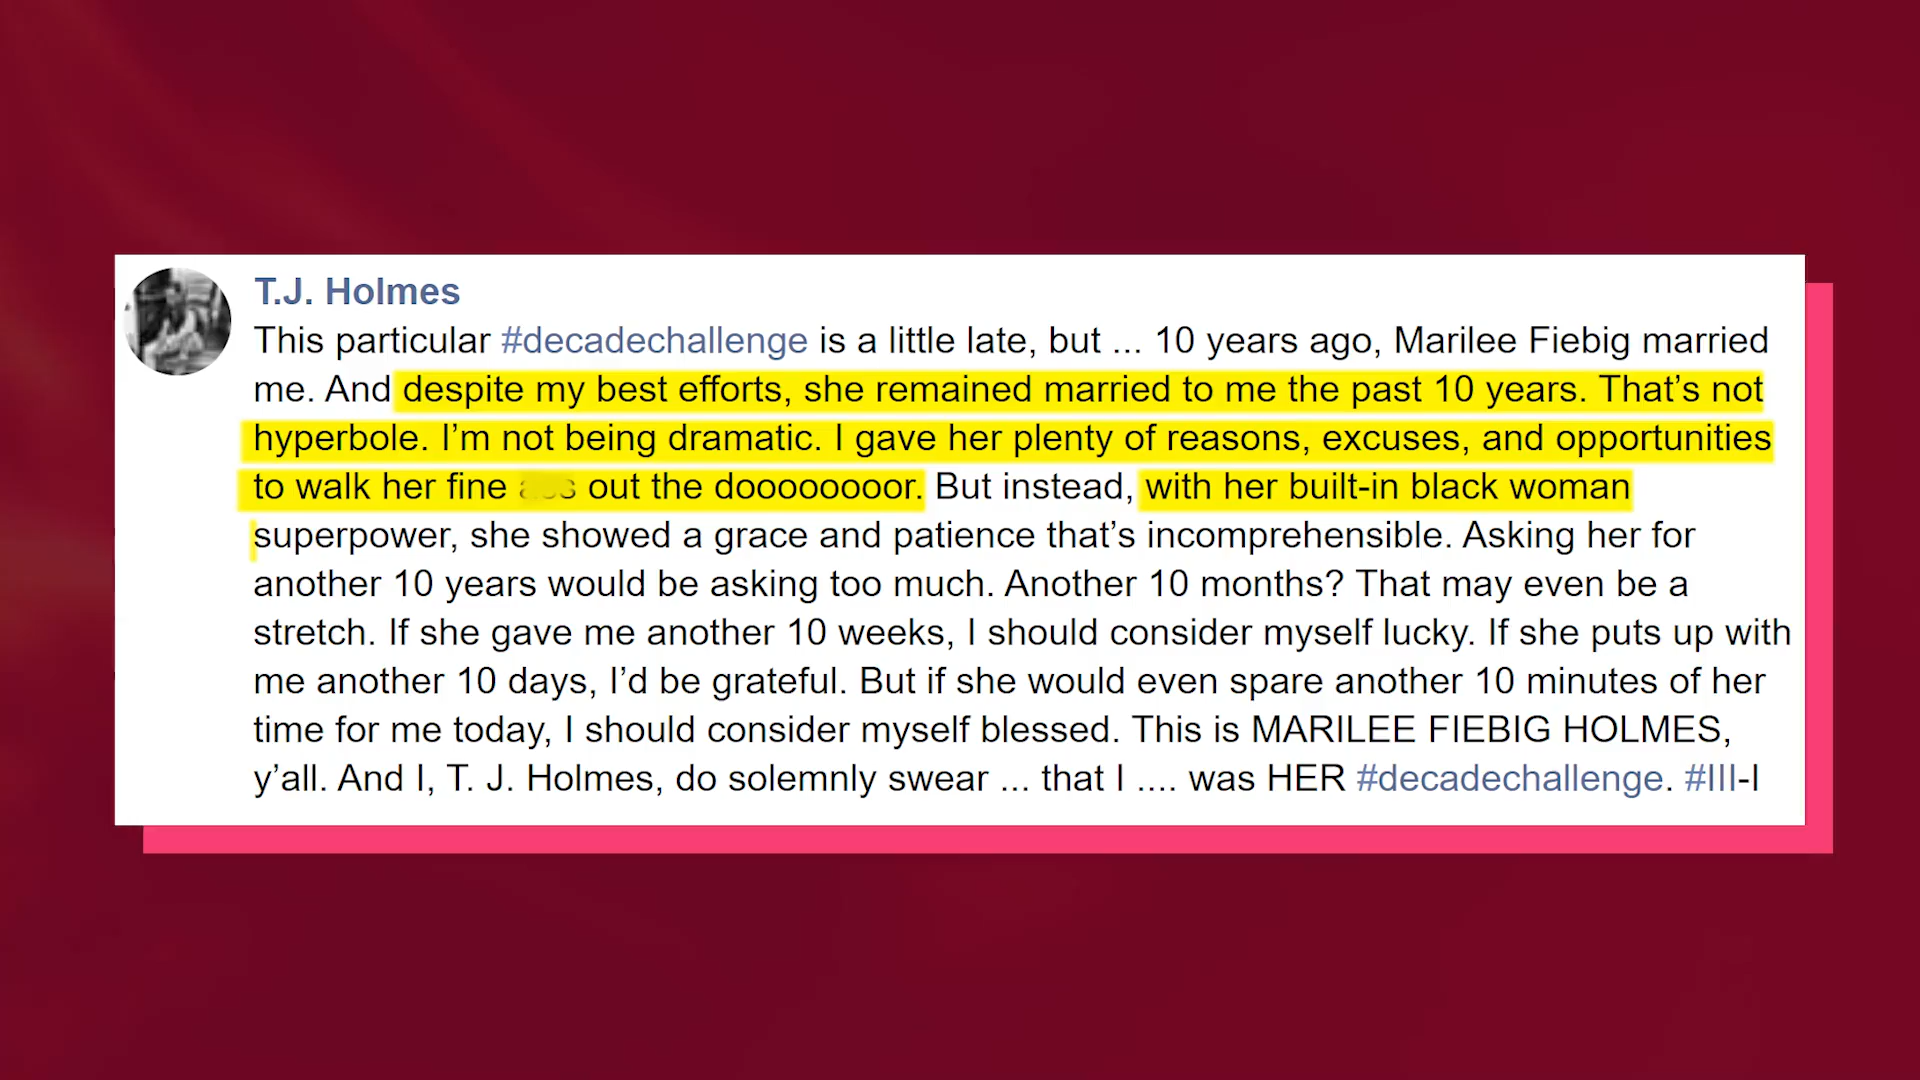 T.J. Holmes
This particular #decadechallenge is a little late, but ... 10 years ago, Marilee Fiebig married
me. And despite my best efforts, she remained married to me the past 10 years. That’s not
hyperbole. I’m not being dramatic. I gave her plenty of reasons, excuses, and opportunities
to walk her fine out the doooooooor. But instead, with her built-in black woman
superpower, she showed a grace and patience that’s incomprehensible. Asking her for
another 10 years would be asking too much. Another 10 months? That may even be a
stretch. If she gave me another 10 weeks, I should consider myself lucky. If she puts up with
me another 10 days, I’d be grateful. But if she would even spare another 10 minutes of her
time for me today, I should consider myself blessed. This is MARILEE FIEBIG HOLMES,
y’all. And I, T. J. Holmes, do solemnly swear ... that I .... was HER #decadechallenge. #III-I